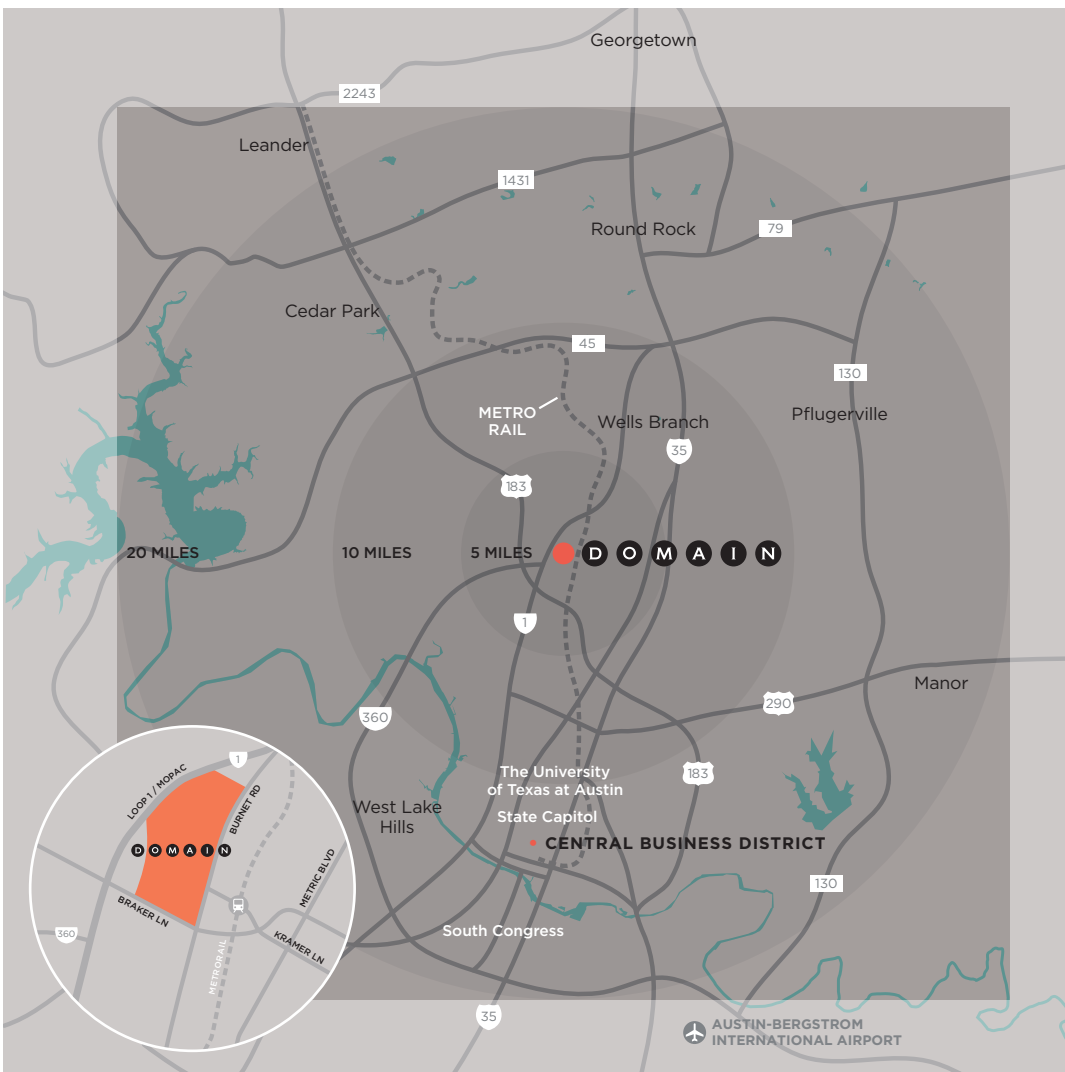 Georgetown
2243
Leander
1431
Round Rock
79
Cedar Park
45
130
METRO
RAIL
Wells Branch
Pflugerville
35
183
20 MILES
10 MILES
5 MILES
DOMAIN
1
Manor
290
360
The University
of Texas at Austin
183
West Lake
Hills
State Capitol
CENTRAL BUSINESS DISTRICT
130
South Congress
35
AUSTIN-BERGSTROM
INTERNATIONAL AIRPORT
1
LOOP 1 / MOPAC
BURNET RD
DOMAIN
METRIC BLVD
BRAKER LN
360
KRAMER LN
METRORAIL